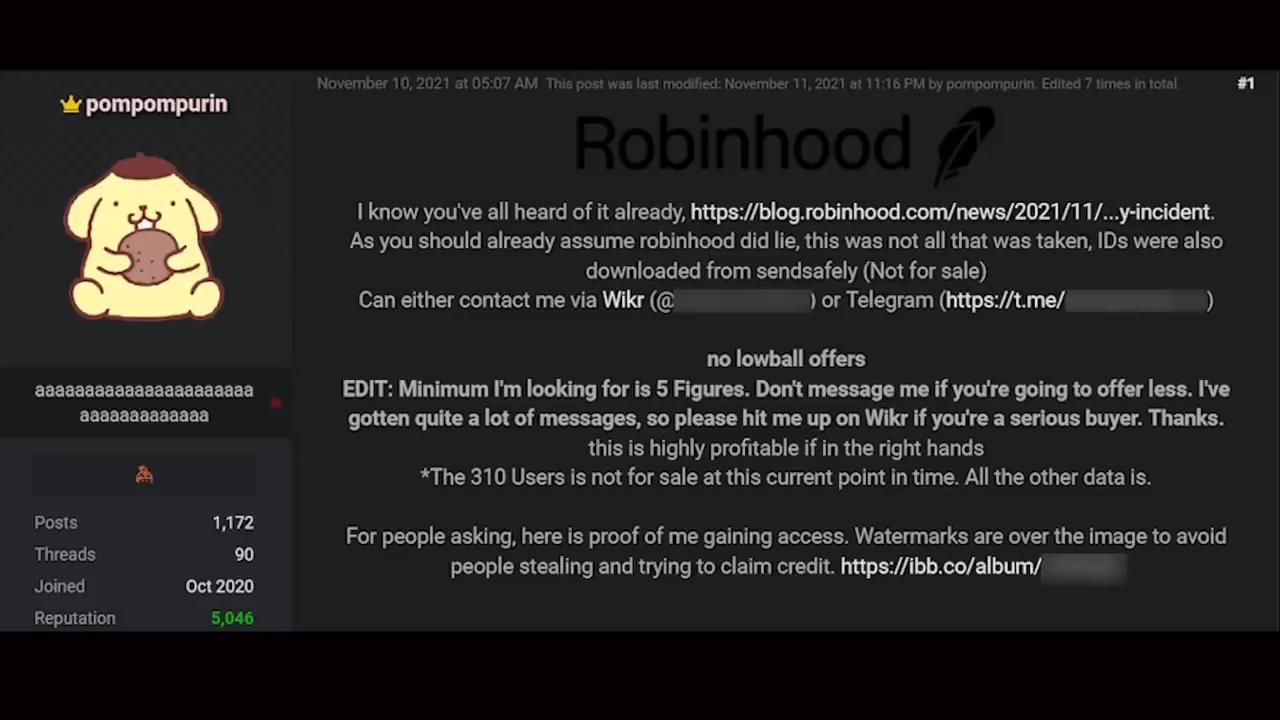 pompompurin
aaaaaaaaaaaaaaaaaaaaaa
aaaaaaaaaaaaa
Posts 1,172
Threads 90
Joined Oct 2020
Reputation 5,046
November 10, 2021 at 05:07 AM This post was last modified: November 11, 2021 at 11:16 PM by pompompurin. Edited 7 times in total. #1
Robinhood
I know you've all heard of it already, https://blog.robinhood.com/news/2021/11/...y-incident.
As you should already assume robinhood did lie, this was not all that was taken, IDs were also
downloaded from sendsafely (Not for sale)
Can either contact me via Wikr (@ ) or Telegram (https://t.me/ )
no lowball offers
EDIT: Minimum I'm looking for is 5 Figures. Don't message me if you're going to offer less. I've
gotten quite a lot of messages, so please hit me up on Wikr if you're a serious buyer. Thanks.
this is highly profitable if in the right hands
*The 310 Users is not for sale at this current point in time. All the other data is.
For people asking, here is proof of me gaining access. Watermarks are over the image to avoid
people stealing and trying to claim credit. https://ibb.co/album/